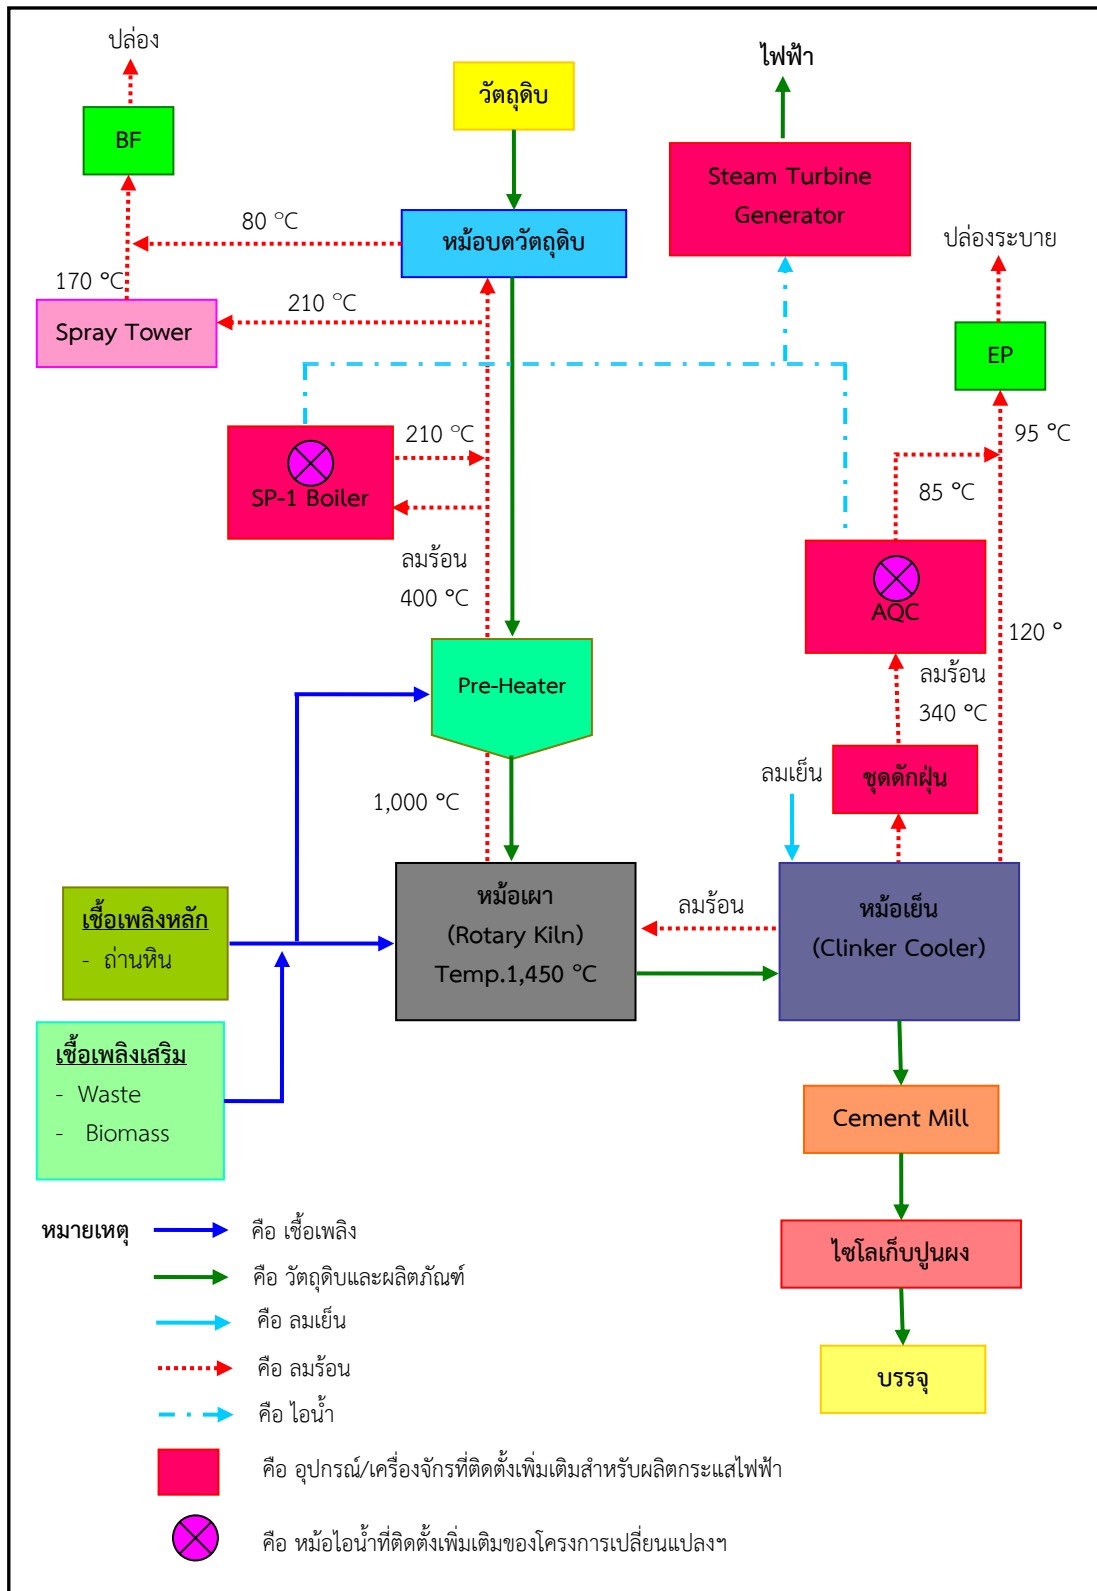 ปล่อง
ไฟฟ้า
วัตถุดิบ
BF
Steam Turbine
Generator
80 °C
หม้อบดวัตถุดิบ
ปล่องระบาย
170 °C
210 °C
Spray Tower
EP
210 °C
95 °C
SP-1 Boiler
85 °C
ลมร้อน
400 °C
AQC
120 °
Pre-Heater
ลมร้อน
340 °C
ลมเย็น
ชุดดักฝุ่น
1,000 °C
หม้อเผา
(Rotary Kiln)
Temp.1,450 °C
ลมร้อน
หม้อเย็น
(Clinker Cooler)
เชื้อเพลิงหลัก
- ถ่านหิน
เชื้อเพลิงเสริม
- Waste
- Biomass
Cement Mill
ไซโลเก็บปูนผง
บรรจุ
หมายเหตุ
คือ เชื้อเพลิง
คือ วัตถุดิบและผลิตภัณฑ์
คือ ลมเย็น
คือ ลมร้อน
คือ ไอน้ำ
คือ อุปกรณ์/เครื่องจักรที่ติดตั้งเพิ่มเติมสำหรับผลิตกระแสไฟฟ้า
คือ หม้อไอน้ำที่ติดตั้งเพิ่มเติมของโครงการเปลี่ยนแปลงฯ